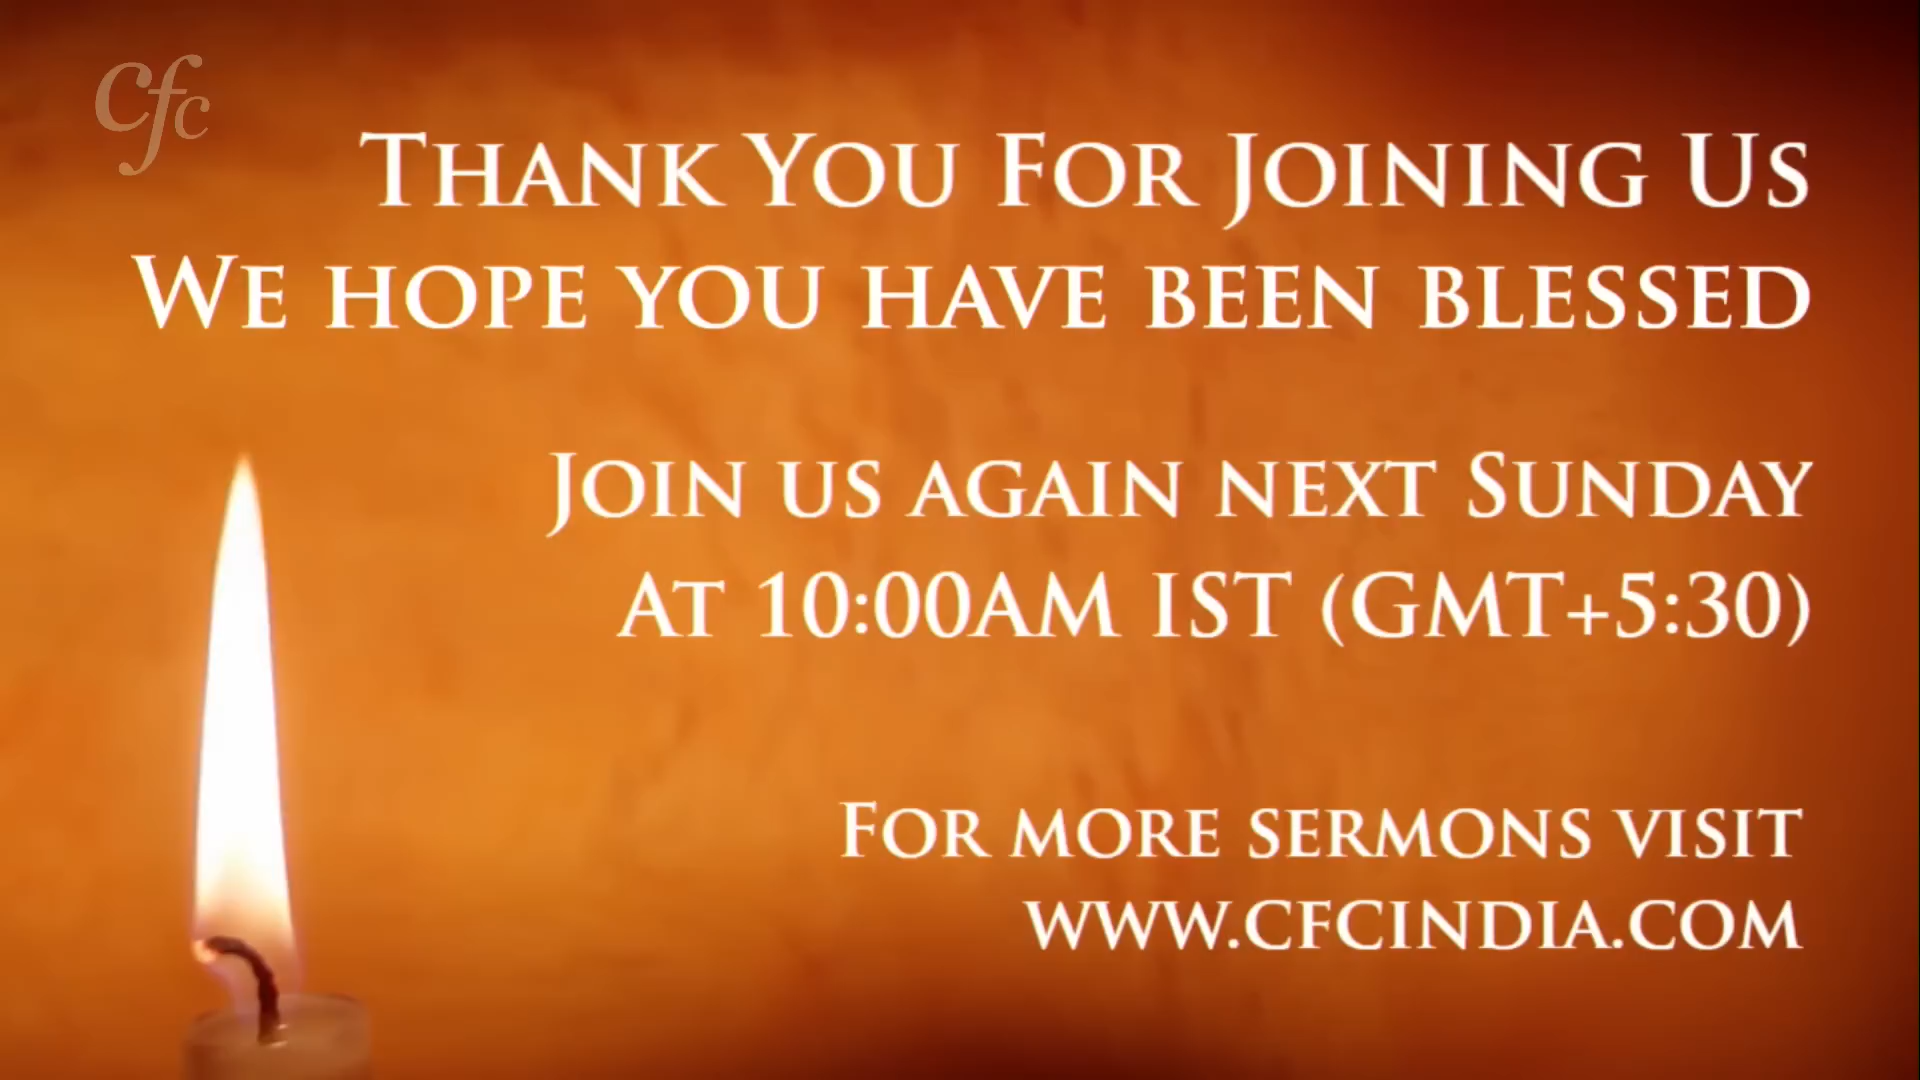 cfc
Thank You For Joining Us
We hope you have been blessed
Join us again next Sunday
at 10:00AM IST (GMT+5:30)
For more sermons visit
www.cfcindia.com